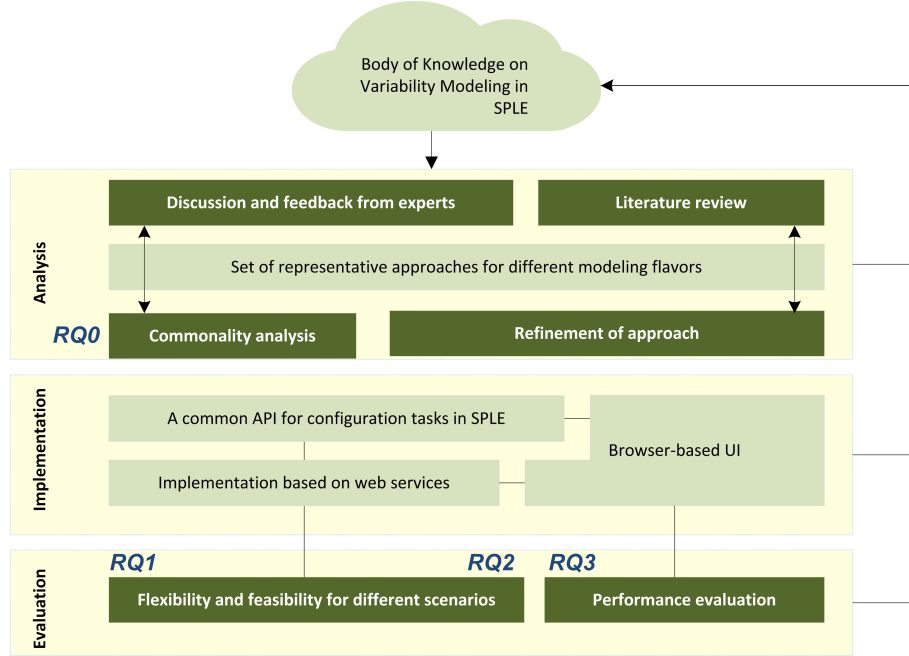 Body of Knowledge on
Variability Modeling in
SPLE
Analysis
Discussion and feedback from experts
Literature review
Set of representative approaches for different modeling flavors
RQ0
Commonality analysis
Refinement of approach
Implementation
A common API for configuration tasks in SPLE
Browser-based UI
Implementation based on web services
Evaluation
RQ1
RQ2
RQ3
Flexibility and feasibility for different scenarios
Performance evaluation